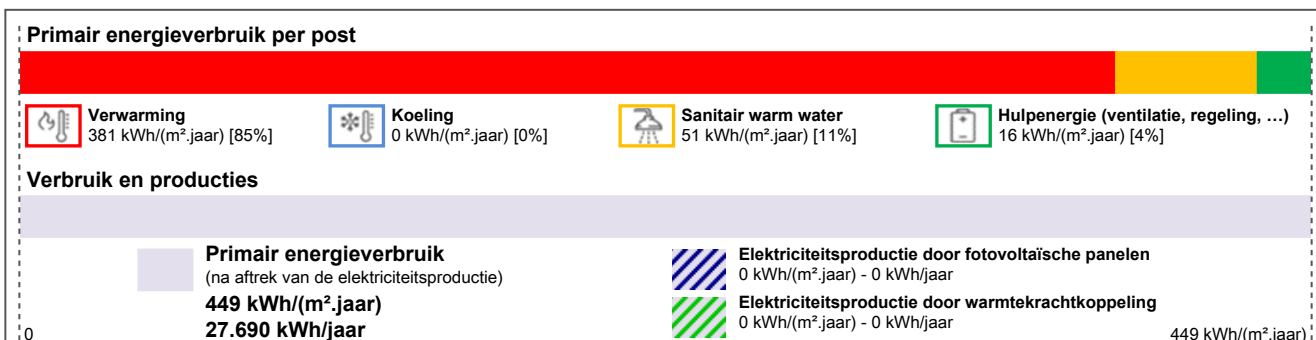 Primair energieverbruik per post
Verwarming
381 kWh/(m².jaar) [85%]
Koeling
0 kWh/(m².jaar) [0%]
Sanitair warm water
51 kWh/(m².jaar) [11%]
Hulpenergie (ventilatie, regeling, …)
16 kWh/(m².jaar) [4%]
Verbruik en producties
Primair energieverbruik
(na aftrek van de elektriciteitsproductie)
449 kWh/(m².jaar)
27.690 kWh/jaar
Elektriciteitsproductie door fotovoltaïsche panelen
0 kWh/(m².jaar) - 0 kWh/jaar
Elektriciteitsproductie door warmtekrachtkoppeling
0 kWh/(m².jaar) - 0 kWh/jaar
0
449 kWh/(m².jaar)